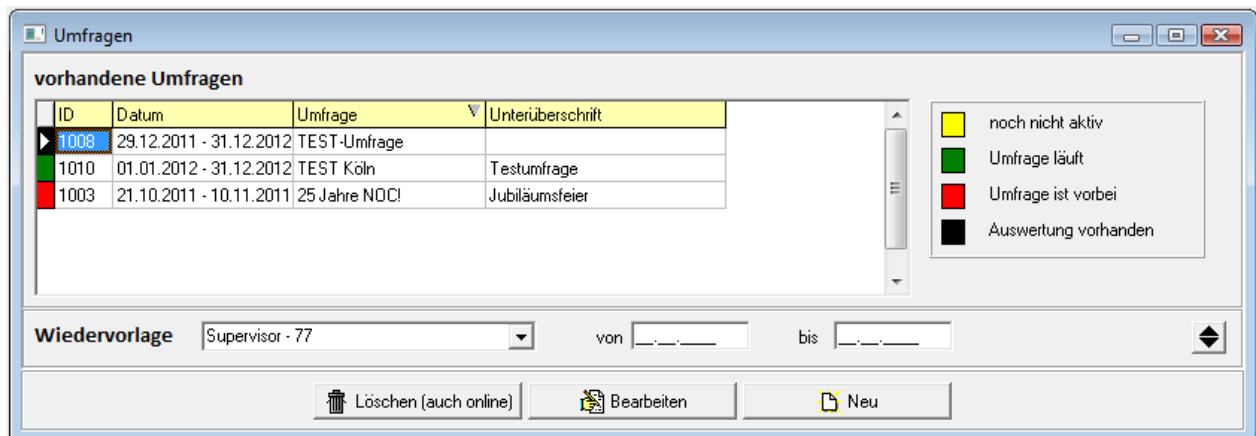 Umfragen
vorhandene Umfragen
ID Datum Umfrage Unterüberschrift
1008 29.12.2011 - 31.12.2012 TEST-Umfrage
1010 01.01.2012 - 31.12.2012 TEST Köln Testumfrage
1003 21.10.2011 - 10.11.2011 25 Jahre NOC! Jubiläumsfeier
noch nicht aktiv
Umfrage läuft
Umfrage ist vorbei
Auswertung vorhanden
Wiedervorlage Supervisor - 77 von __.__.____ bis __.__.____
Löschen (auch online) Bearbeiten Neu